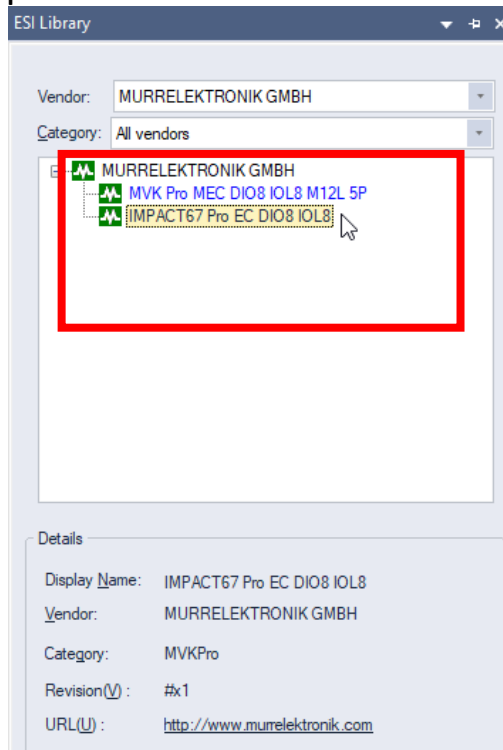 ESI Library
Vendor: MURRELEKTRONIK GMBH
Category: All vendors
MURRELEKTRONIK GMBH
MVK Pro MEC DIO8 IOL8 M12L 5P
IMPACT67 Pro EC DIO8 IOL8
Details
Display Name: IMPACT67 Pro EC DIO8 IOL8
Vendor: MURRELEKTRONIK GMBH
Category: MVKPro
Revision(V) : #x1
URL(U) : http://www.murrelektronik.com